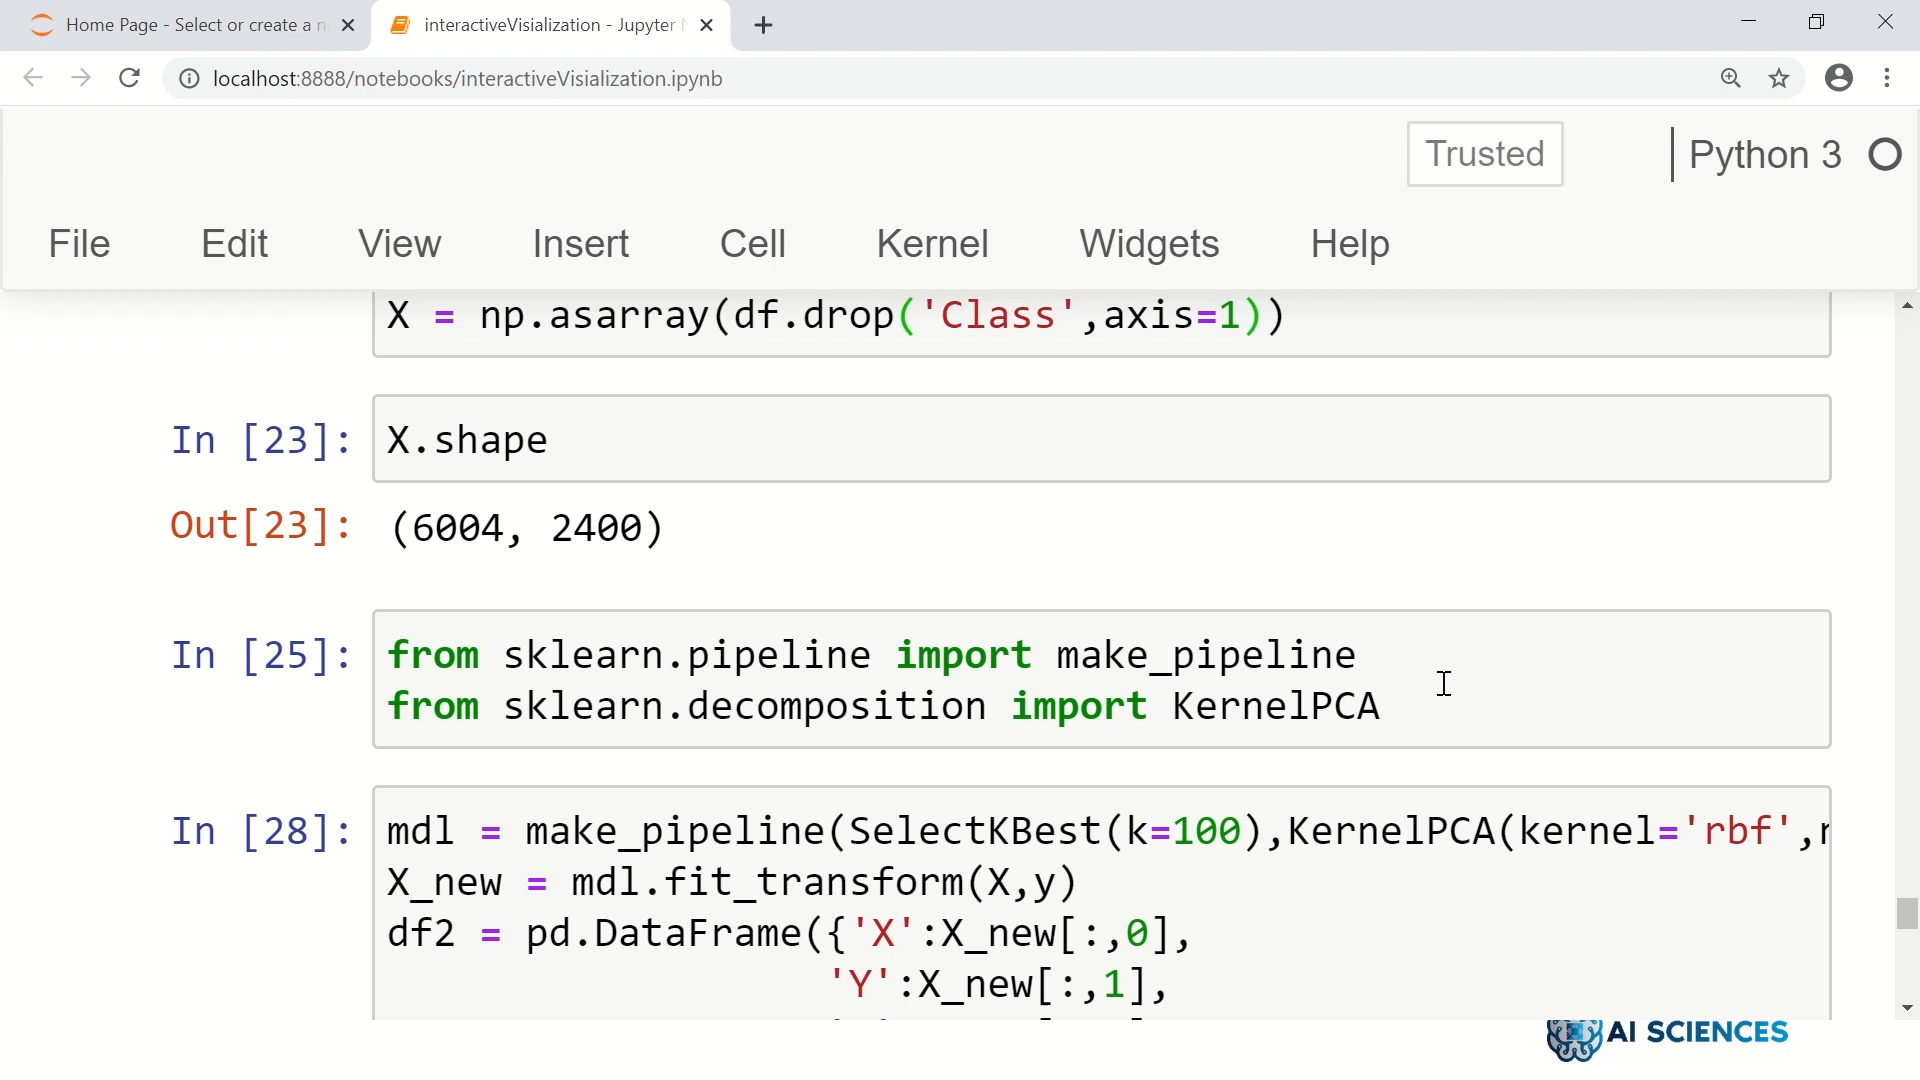 Home Page - Select or create a n
interactiveVisialization - Jupyter
localhost:8888/notebooks/interactiveVisialization.ipynb
Trusted
Python 3
File Edit View Insert Cell Kernel Widgets Help
X = np.asarray(df.drop('Class',axis=1))
In [23]: X.shape
Out[23]: (6004, 2400)
In [25]: from sklearn.pipeline import make_pipeline
from sklearn.decomposition import KernelPCA
In [28]: mdl = make_pipeline(SelectKBest(k=100),KernelPCA(kernel='rbf',
X_new = mdl.fit_transform(X,y)
df2 = pd.DataFrame({'X':X_new[:,0],
'Y':X_new[:,1],
AI SCIENCES